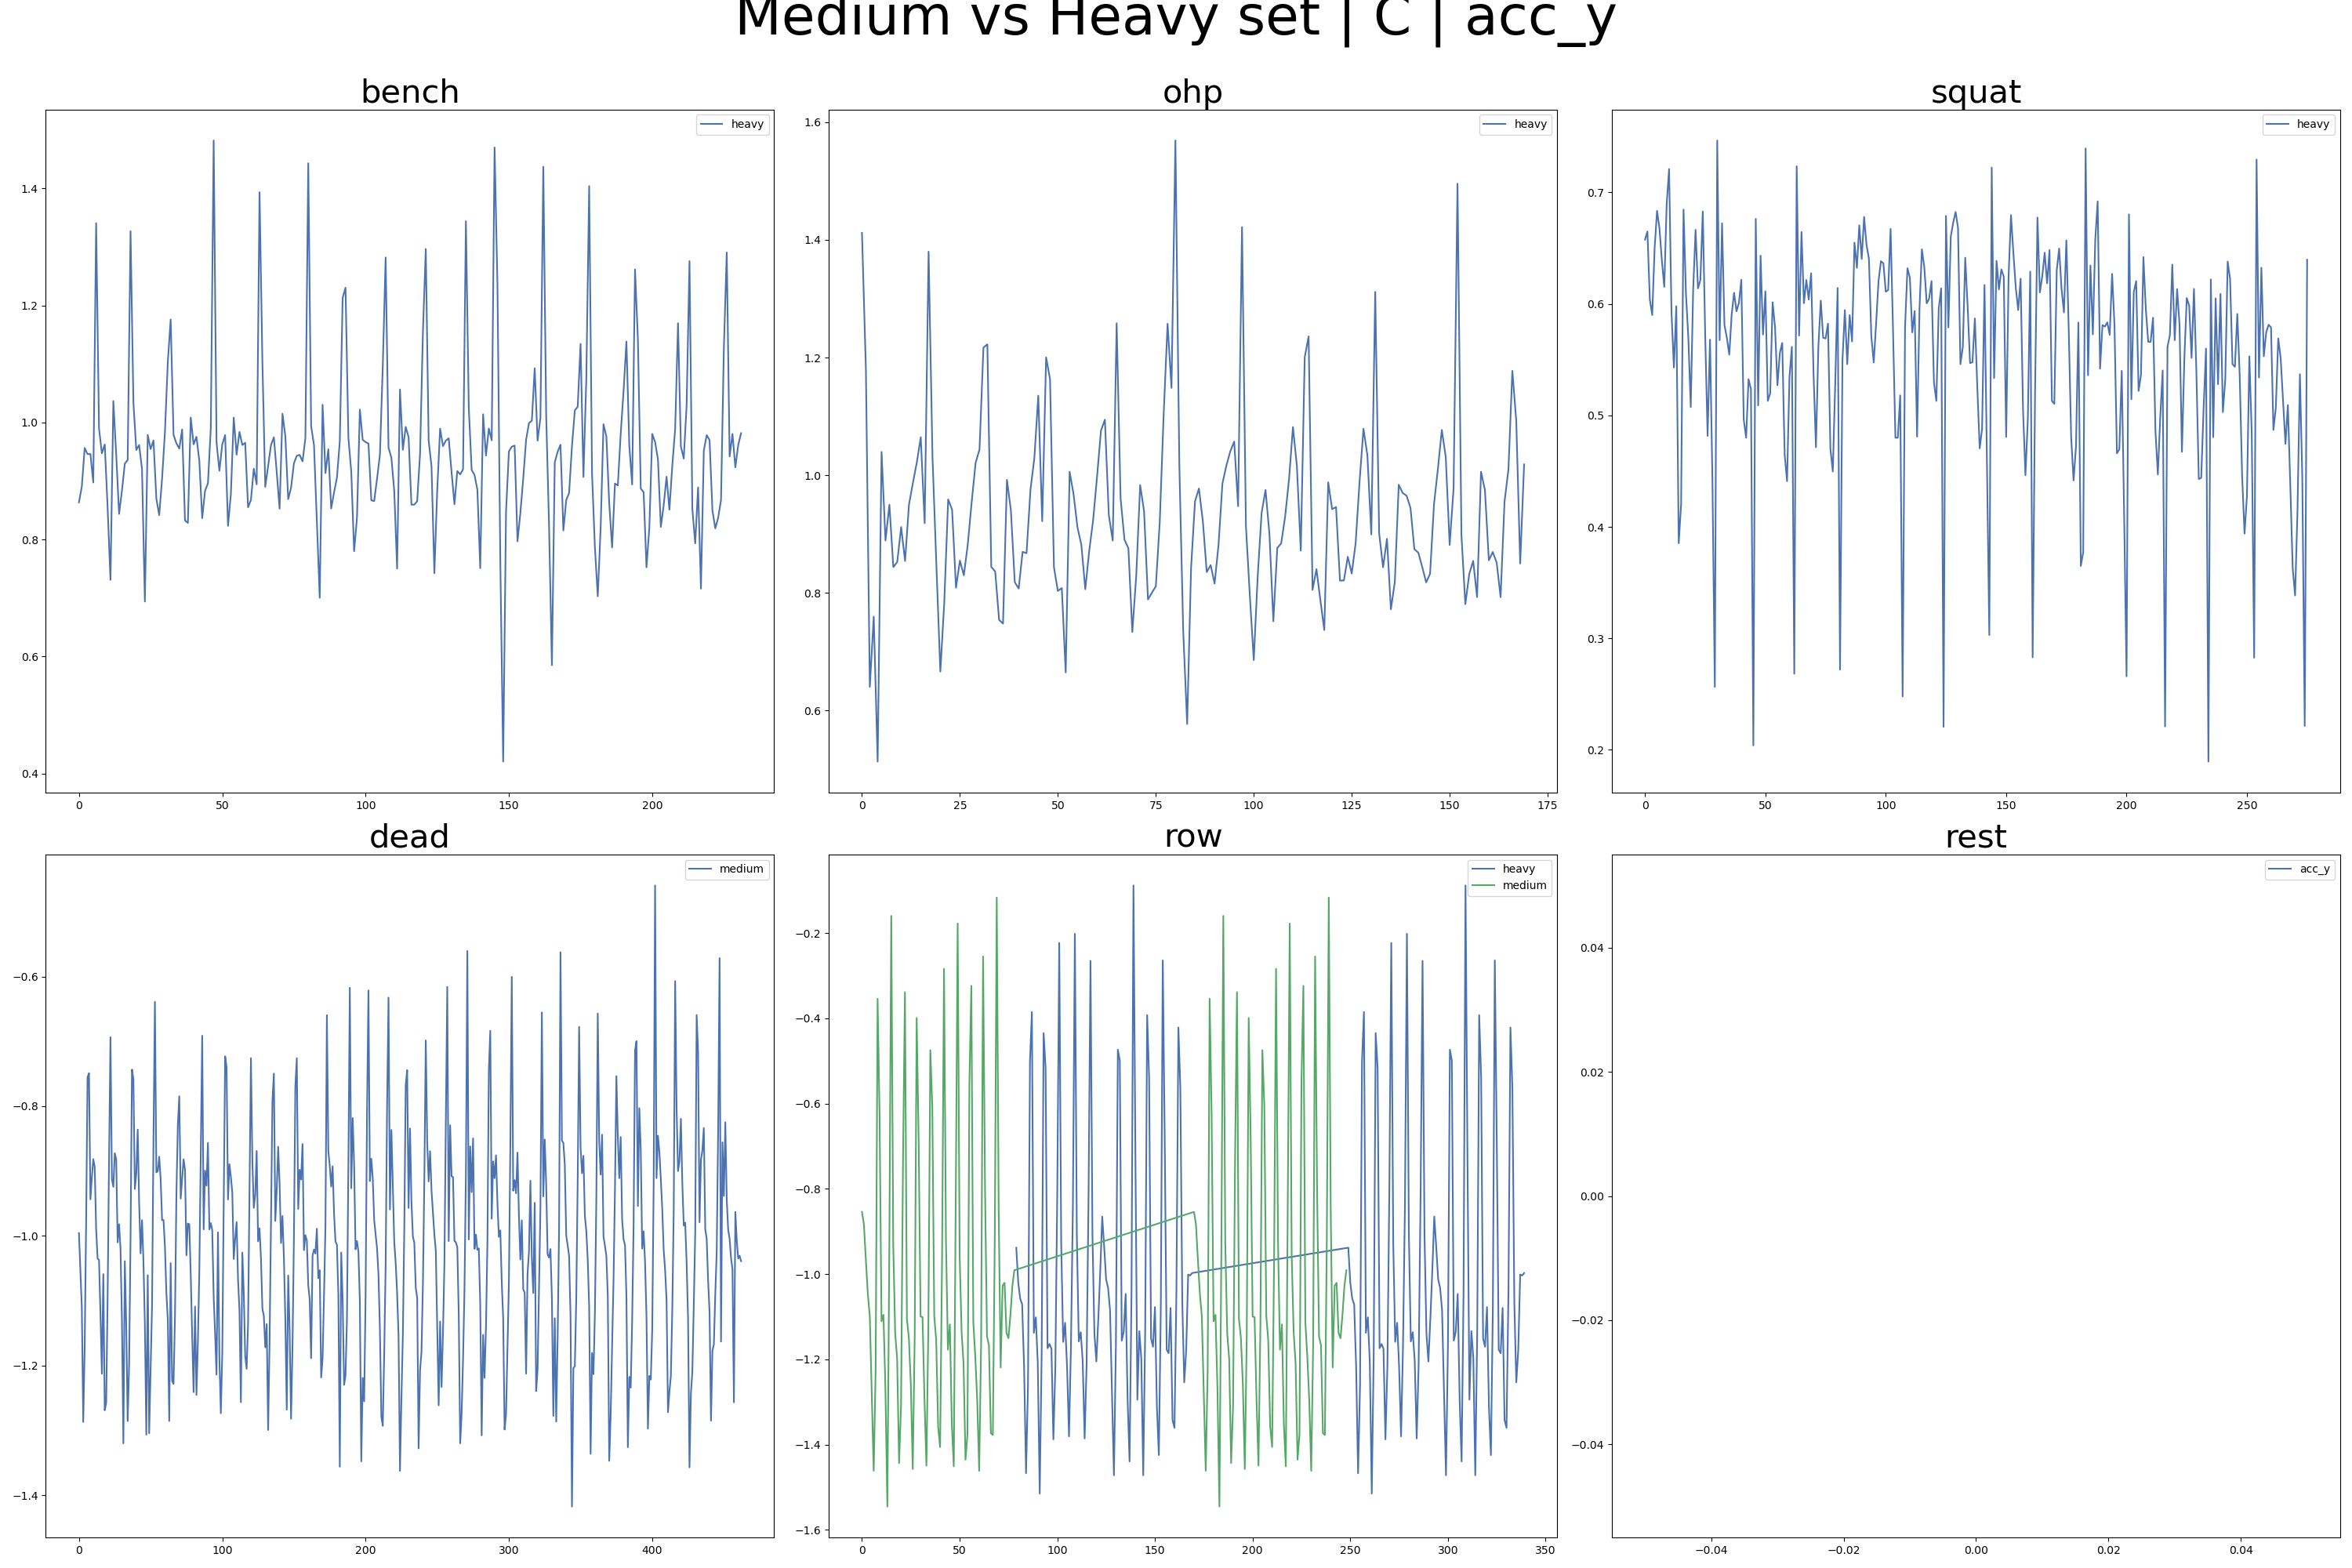 Medium vs Heavy set | C | acc_y
bench
heavy
1.4
1.2
1.0
0.8
0.6
0.4
0 50 100 150 200
ohp
heavy
1.6
1.4
1.2
1.0
0.8
0.6
0 25 50 75 100 125 150 175
squat
heavy
0.7
0.6
0.5
0.4
0.3
0.2
0 50 100 150 200 250
dead
medium
−0.6
−0.8
−1.0
−1.2
−1.4
0 100 200 300 400
row
heavy
medium
−0.2
−0.4
−0.6
−0.8
−1.0
−1.2
−1.4
−1.6
0 50 100 150 200 250 300 350
rest
acc_y
0.04
0.02
0.00
−0.02
−0.04
−0.04 −0.02 0.00 0.02 0.04